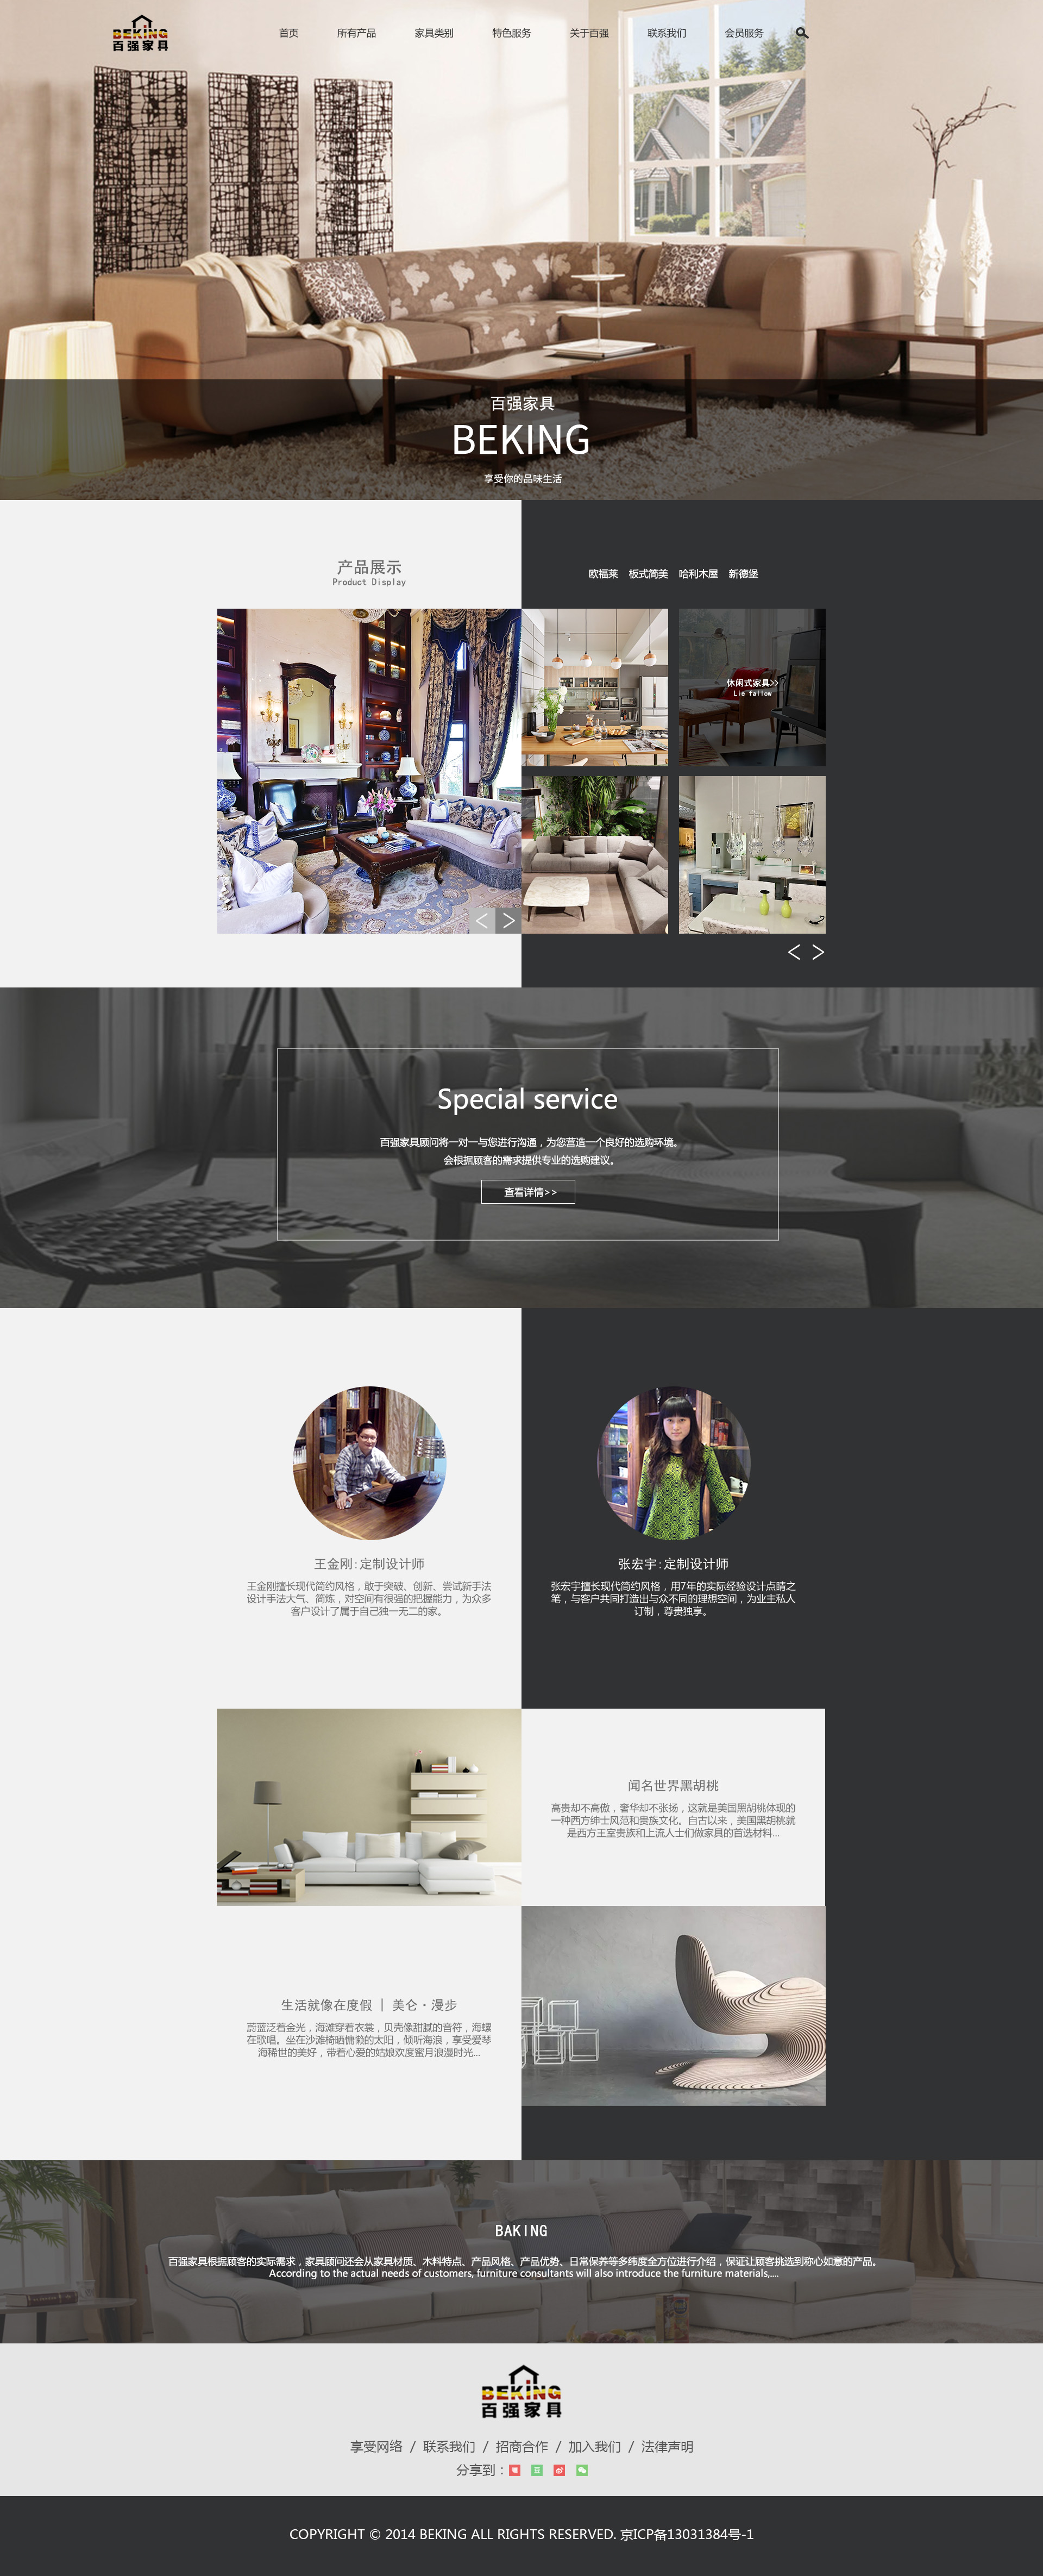 BEKING
百强家具
首页 所有产品 家具类别 特色服务 关于百强 联系我们 会员服务
百强家具
BEKING
享受你的品味生活
产品展示
Product Display
欧福莱 板式简美 哈利木屋 新德堡
休闲式家具>>
Lie fallow
< >
< >
Special service
百强家具顾问将一对一与您进行沟通，为您营造一个良好的选购环境。
会根据顾客的需求提供专业的选购建议。
查看详情>>
王金刚:定制设计师
王金刚擅长现代简约风格，敢于突破、创新、尝试新手法
设计手法大气、简炼，对空间有很强的把握能力，为众多
客户设计了属于自己独一无二的家。
张宏宇:定制设计师
张宏宇擅长现代简约风格，用7年的实际经验设计点睛之
笔，与客户共同打造出与众不同的理想空间，为业主私人
订制，尊贵独享。
闻名世界黑胡桃
高贵却不高傲，奢华却不张扬，这就是美国黑胡桃体现的
一种西方绅士风范和贵族文化。自古以来，美国黑胡桃就
是西方王室贵族和上流人士们做家具的首选材料...
生活就像在度假 | 美仑·漫步
蔚蓝泛着金光，海滩穿着衣裳，贝壳像甜腻的音符，海螺
在歌唱。坐在沙滩椅晒慵懒的太阳，倾听海浪，享受爱琴
海稀世的美好，带着心爱的姑娘欢度蜜月浪漫时光...
BAKING
百强家具根据顾客的实际需求，家具顾问还会从家具材质、木料特点、产品风格、产品优势、日常保养等多纬度全方位进行介绍，保证让顾客挑选到称心如意的产品。
According to the actual needs of customers, furniture consultants will also introduce the furniture materials,....
BEKING
百强家具
享受网络 / 联系我们 / 招商合作 / 加入我们 / 法律声明
分享到：
豆
COPYRIGHT © 2014 BEKING ALL RIGHTS RESERVED. 京ICP备13031384号-1